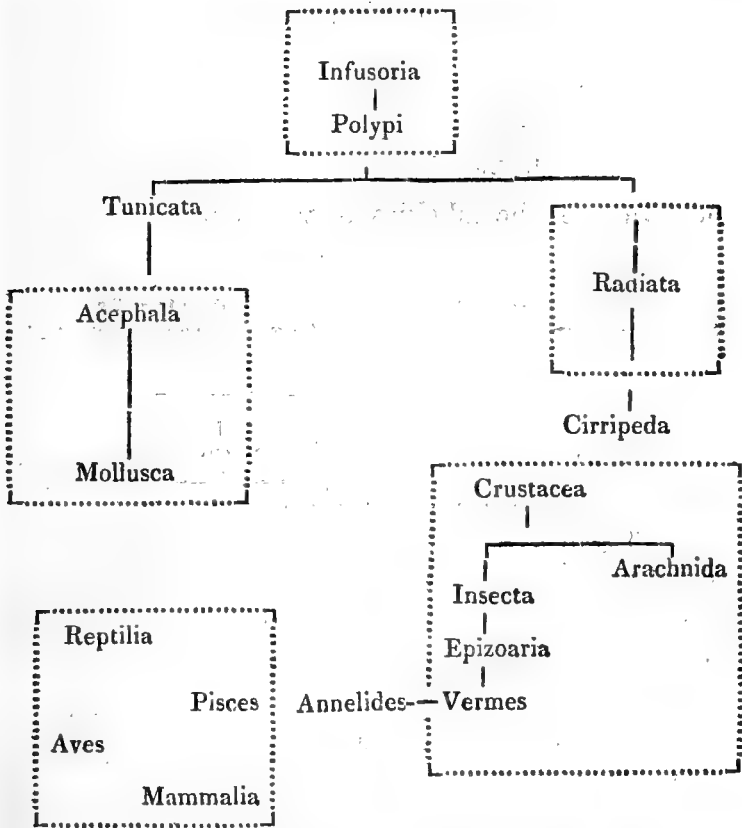 Infusoria
Polypi
Tunicata
Radiata
Acephala
Cirripeda
Mollusca
Crustacea
Arachnida
Insecta
Reptilia
Epizoaria
Pisces Annelides Vermes
Aves
Mammalia